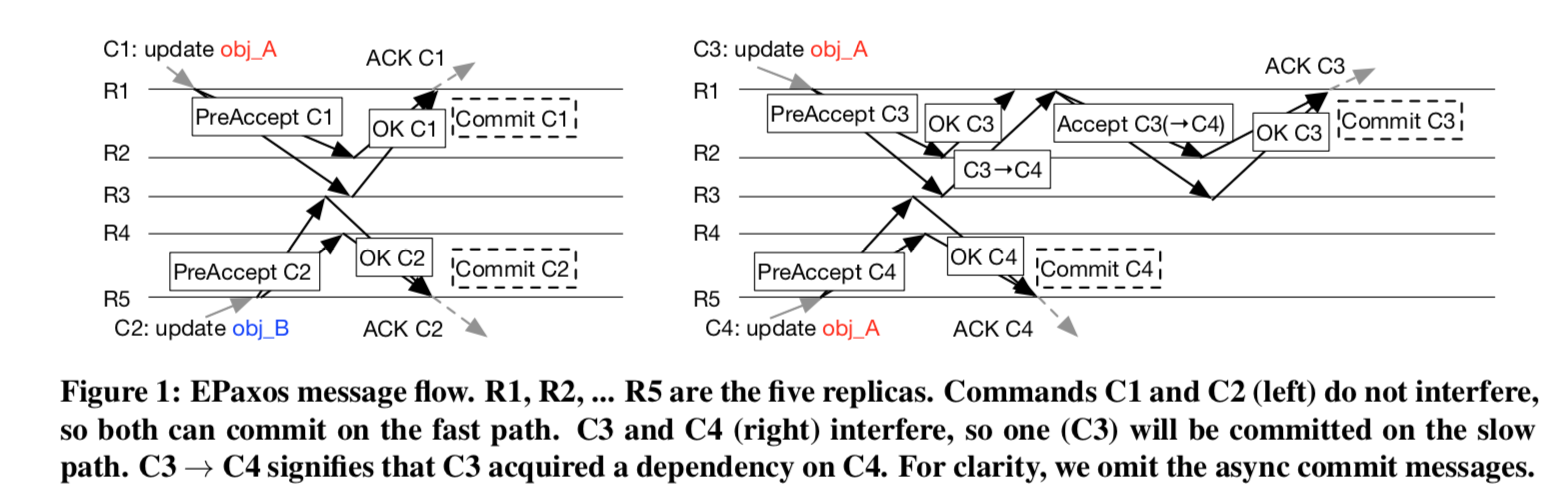 C1: update obj_A
ACK C1
R1
PreAccept C1
OK C1
Commit C1
R2
R3
R4
PreAccept C2
OK C2
Commit C2
R5
C2: update obj_B
ACK C2
C3: update obj_A
ACK C3
R1
PreAccept C3
OK C3
Accept C3(→C4)
OK C3
Commit C3
R2
C3→C4
R3
R4
PreAccept C4
OK C4
Commit C4
R5
C4: update obj_A
ACK C4
Figure 1: EPaxos message flow. R1, R2, ... R5 are the five replicas. Commands C1 and C2 (left) do not interfere,
so both can commit on the fast path. C3 and C4 (right) interfere, so one (C3) will be committed on the slow
path. C3 → C4 signifies that C3 acquired a dependency on C4. For clarity, we omit the async commit messages.